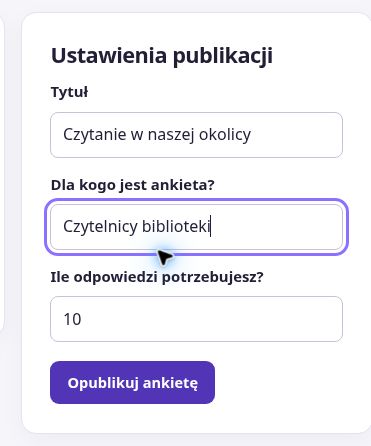 Ustawienia publikacji
Tytuł
Czytanie w naszej okolicy
Dla kogo jest ankieta?
Czytelnicy biblioteki
Ile odpowiedzi potrzebujesz?
10
Opublikuj ankietę